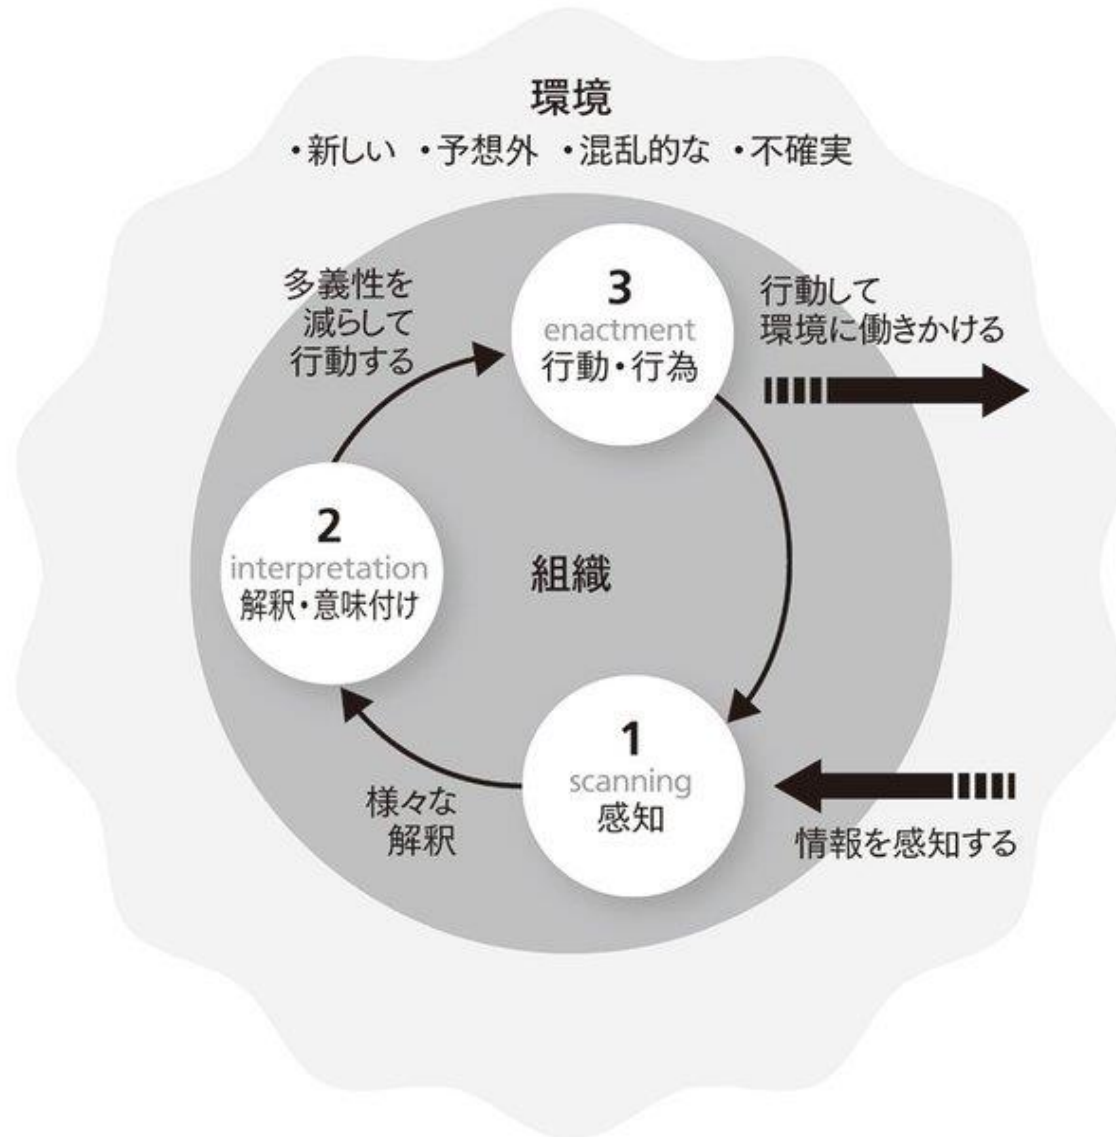 環境
・新しい ・予想外 ・混乱的な ・不確実
多義性を
減らして
行動する
3
enactment
行動・行為
行動して
環境に働きかける
2
interpretation
解釈・意味付け
組織
1
scanning
感知
様々な
解釈
情報を感知する